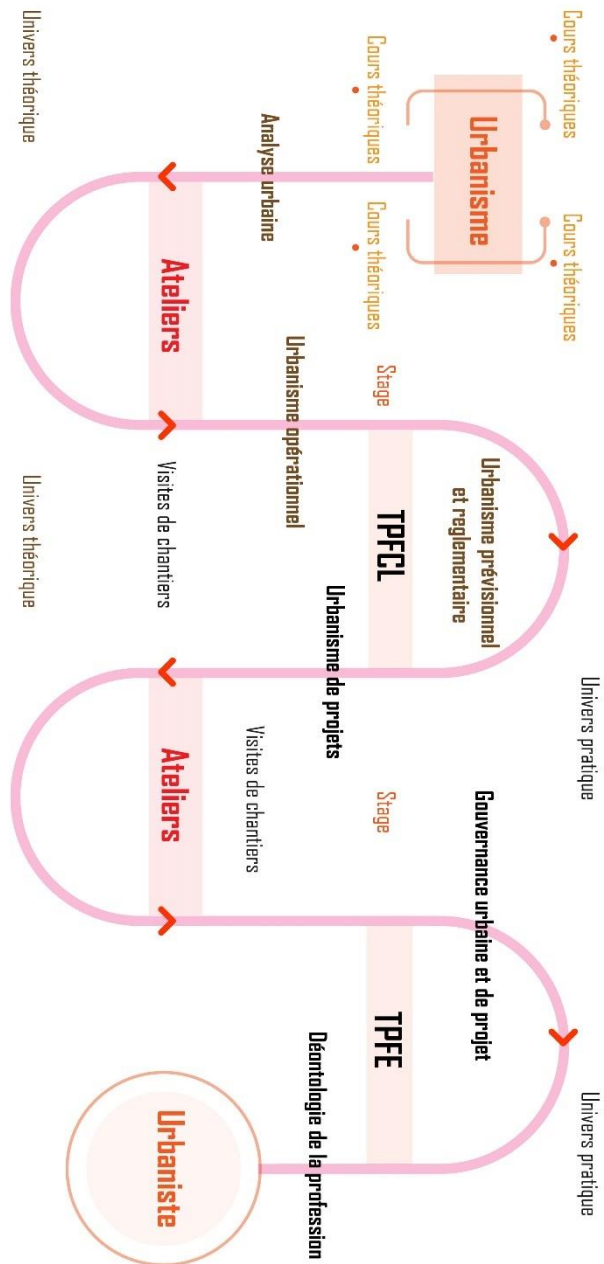 Univers pratique
Univers pratique
Cours théoriques
Cours théoriques
Urbanisme
Urbanisme prévisionnel
et reglementaire
Gouvernance urbaine et de projet
Cours théoriques
Cours théoriques
Stage
TPFCL
Stage
TPFE
Urbanisme de projets
Déontologie de la profession
Urbanisme opérationnel
Analyse urbaine
Visites de chantiers
Ateliers
Visites de chantiers
Ateliers
Urbaniste
Univers théorique
Univers théorique